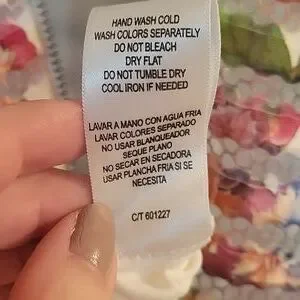 HAND WASH COLD
WASH COLORS SEPARATELY
DO NOT BLEACH
DRY FLAT
DO NOT TUMBLE DRY
COOL IRON IF NEEDED
LAVAR A MANO CON AGUA FRIA
LAVAR COLORES SEPARADO
NO USAR BLANQUEADOR
SEQUE PLANO
NO SECAR EN SECADORA
USAR PLANCHA FRIA SI SE
NECESITA
C/T 601227